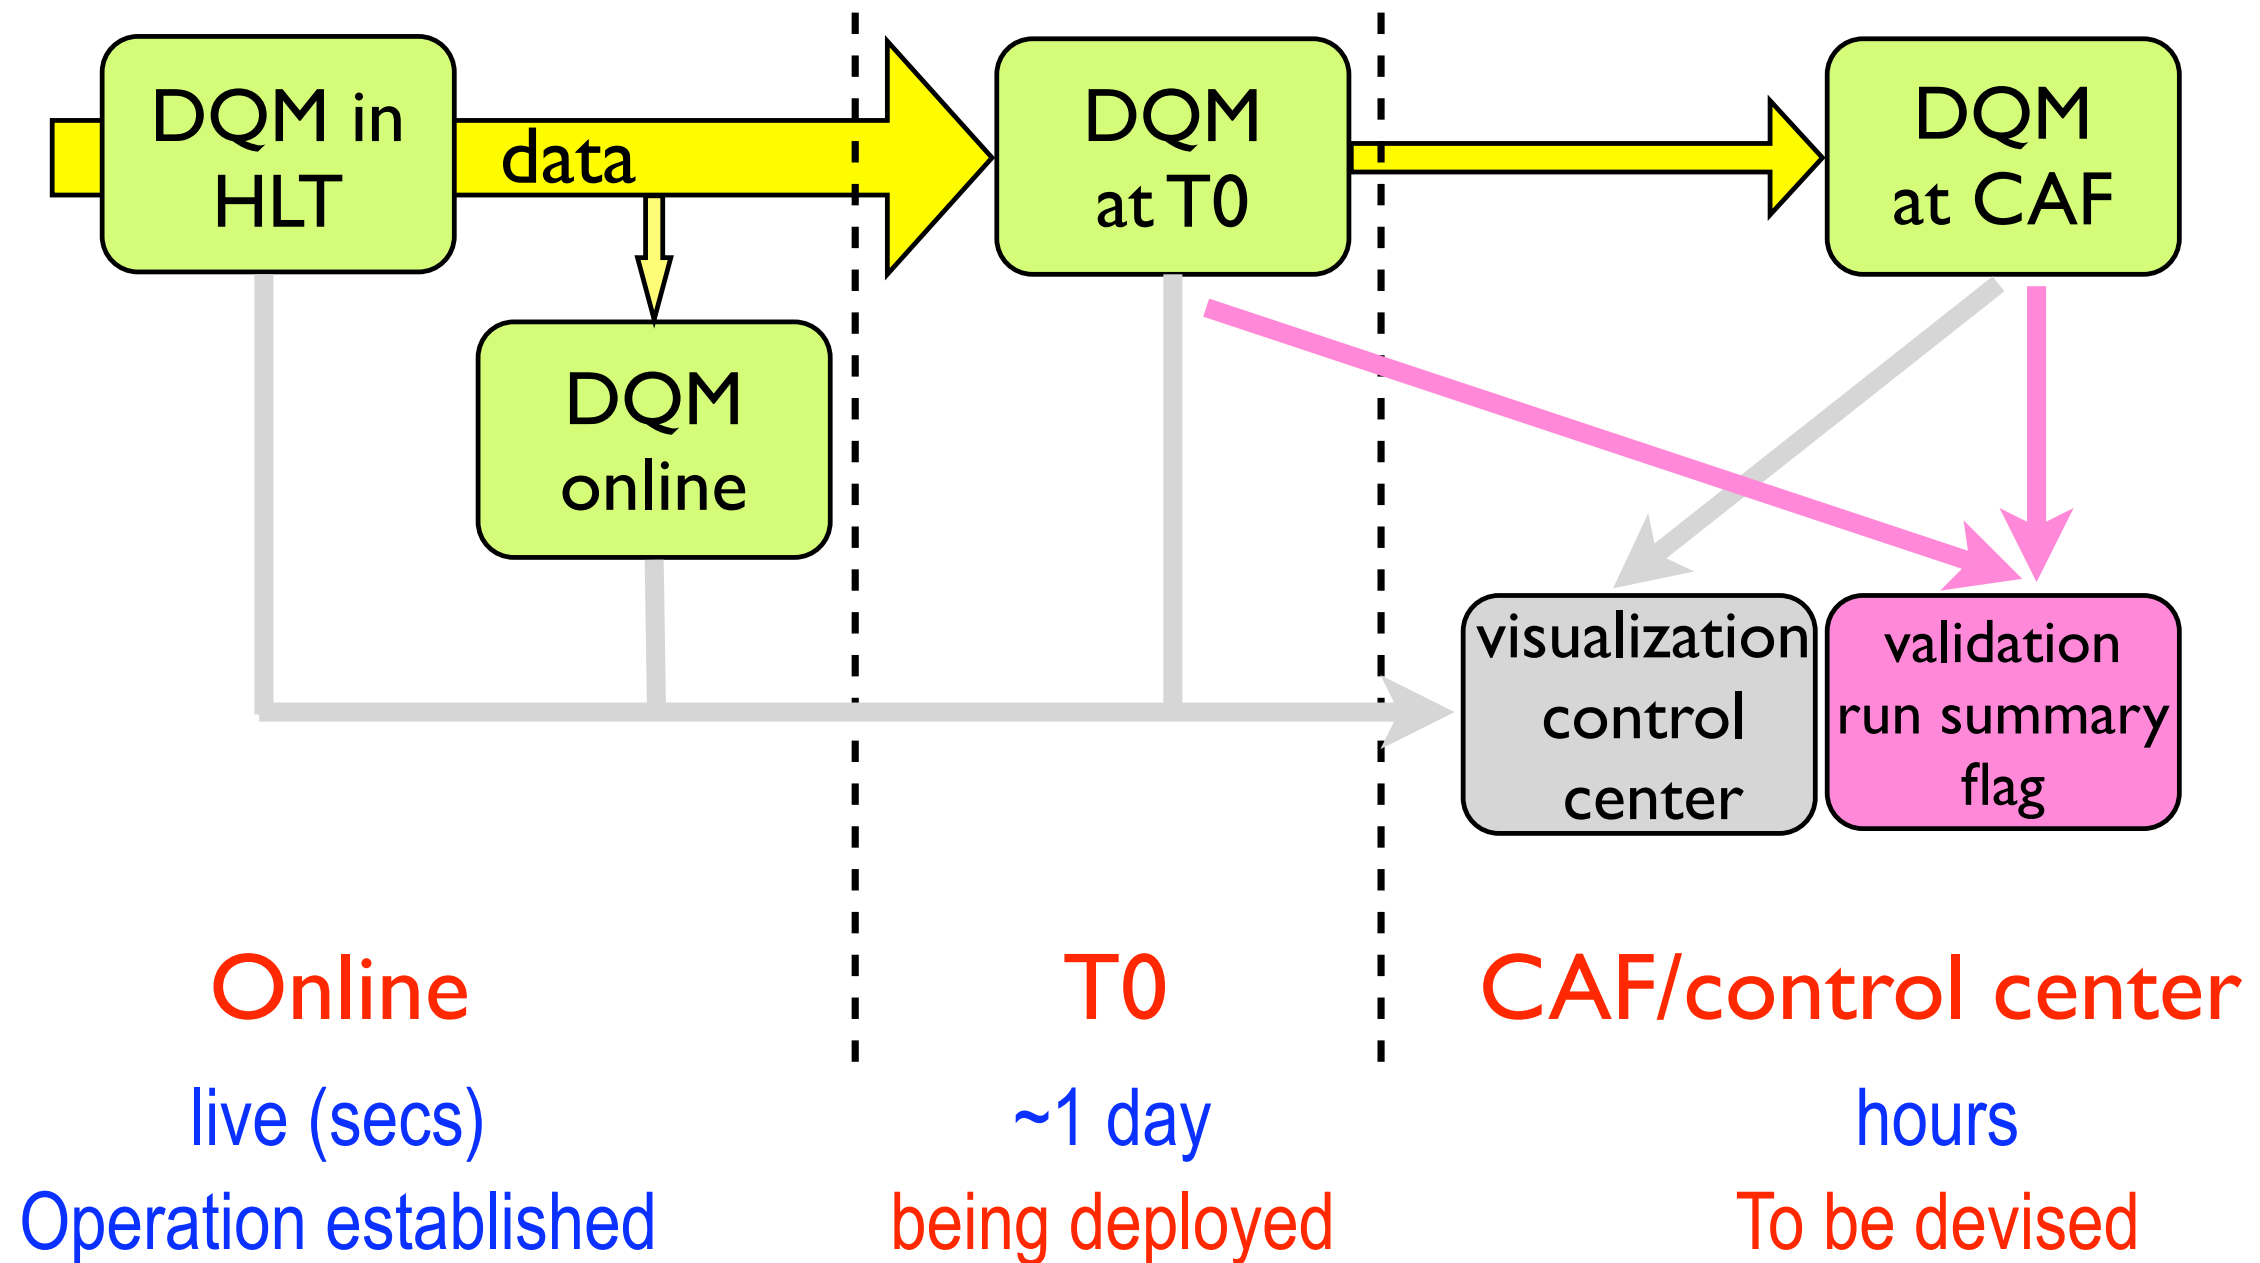 DQM in
HLT
data
DQM
at T0
DQM
at CAF
DQM
online
visualization
control
center
validation
run summary
flag
Online
T0
CAF/control center
live (secs)
~1 day
hours
Operation established
being deployed
To be devised